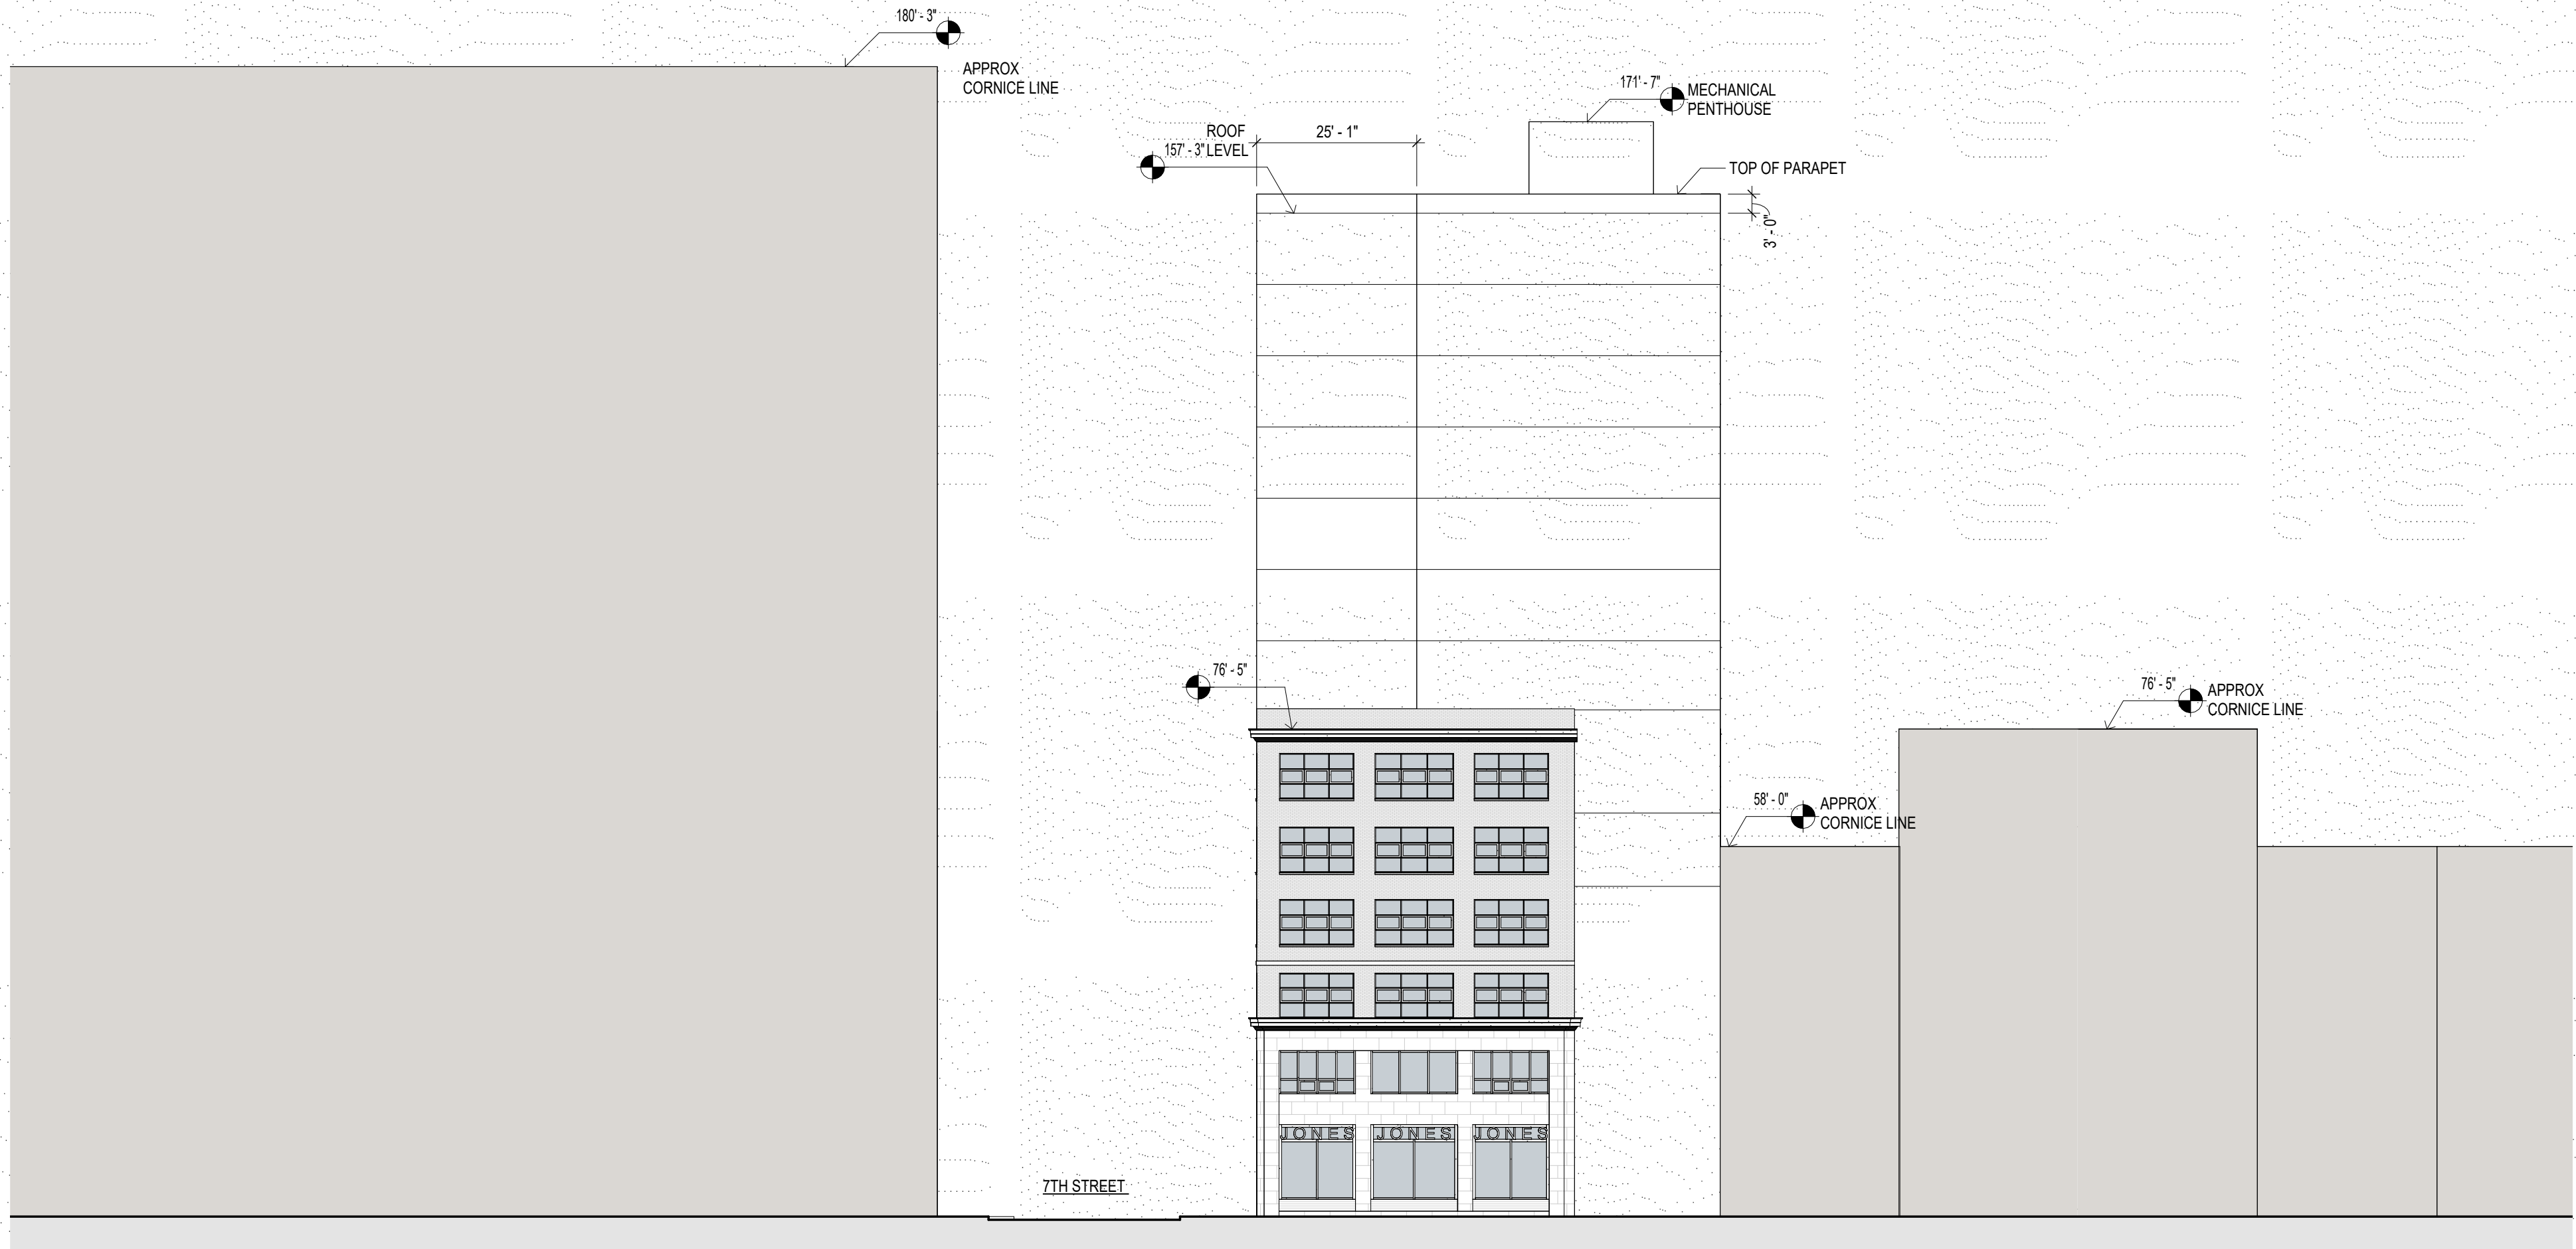 180' - 3"
APPROX
CORNICE LINE
171' - 7"
MECHANICAL
PENTHOUSE
ROOF
157' - 3" LEVEL
25' - 1"
TOP OF PARAPET
3' - 0"
76' - 5"
76' - 5"
APPROX
CORNICE LINE
58' - 0"
APPROX
CORNICE LINE
JONES JONES JONES
7TH STREET